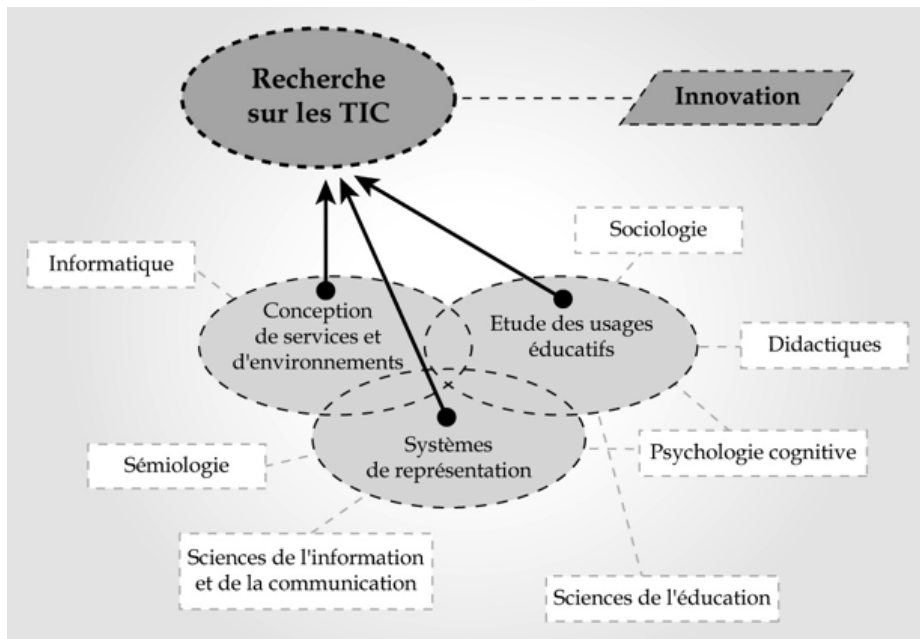 Recherche
sur les TIC
Innovation
Sociologie
Informatique
Conception
de services et
d'environnements
Etude des usages
éducatifs
Didactiques
Systèmes
de représentation
Psychologie cognitive
Sémiologie
Sciences de l'information
et de la communication
Sciences de l'éducation